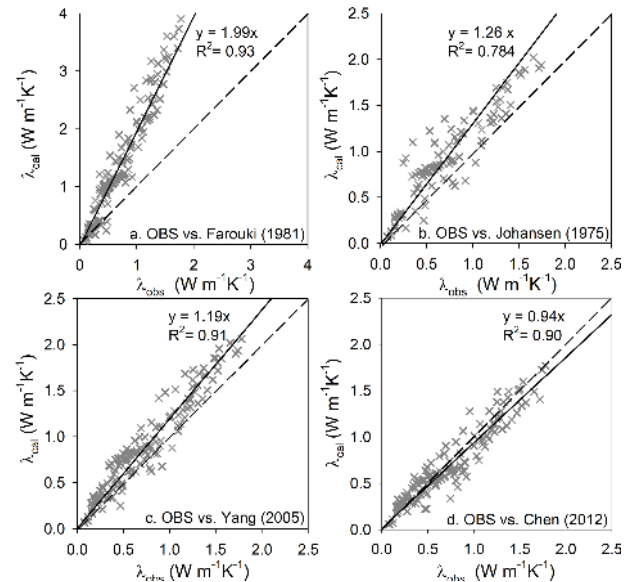 4
3
2
1
0
0
1
2
3
4
λcal (W m⁻¹K⁻¹)
y = 1.99x
R² = 0.93
a. OBS vs. Farouki (1981)
λobs (W m⁻¹K⁻¹)
2.5
2.0
1.5
1.0
0.5
0.0
0.0
0.5
1.0
1.5
2.0
2.5
λcal (W m⁻¹K⁻¹)
y = 1.26 x
R² = 0.784
b. OBS vs. Johansen (1975)
λobs (W m⁻¹K⁻¹)
2.5
2.0
1.5
1.0
0.5
0.0
0.0
0.5
1.0
1.5
2.0
2.5
λcal (W m⁻¹K⁻¹)
y = 1.19x
R² = 0.91
c. OBS vs. Yang (2005)
λobs (W m⁻¹K⁻¹)
2.5
2.0
1.5
1.0
0.5
0.0
0.0
0.5
1.0
1.5
2.0
2.5
λcal (W m⁻¹K⁻¹)
y = 0.94x
R² = 0.90
d. OBS vs. Chen (2012)
λobs (W m⁻¹K⁻¹)